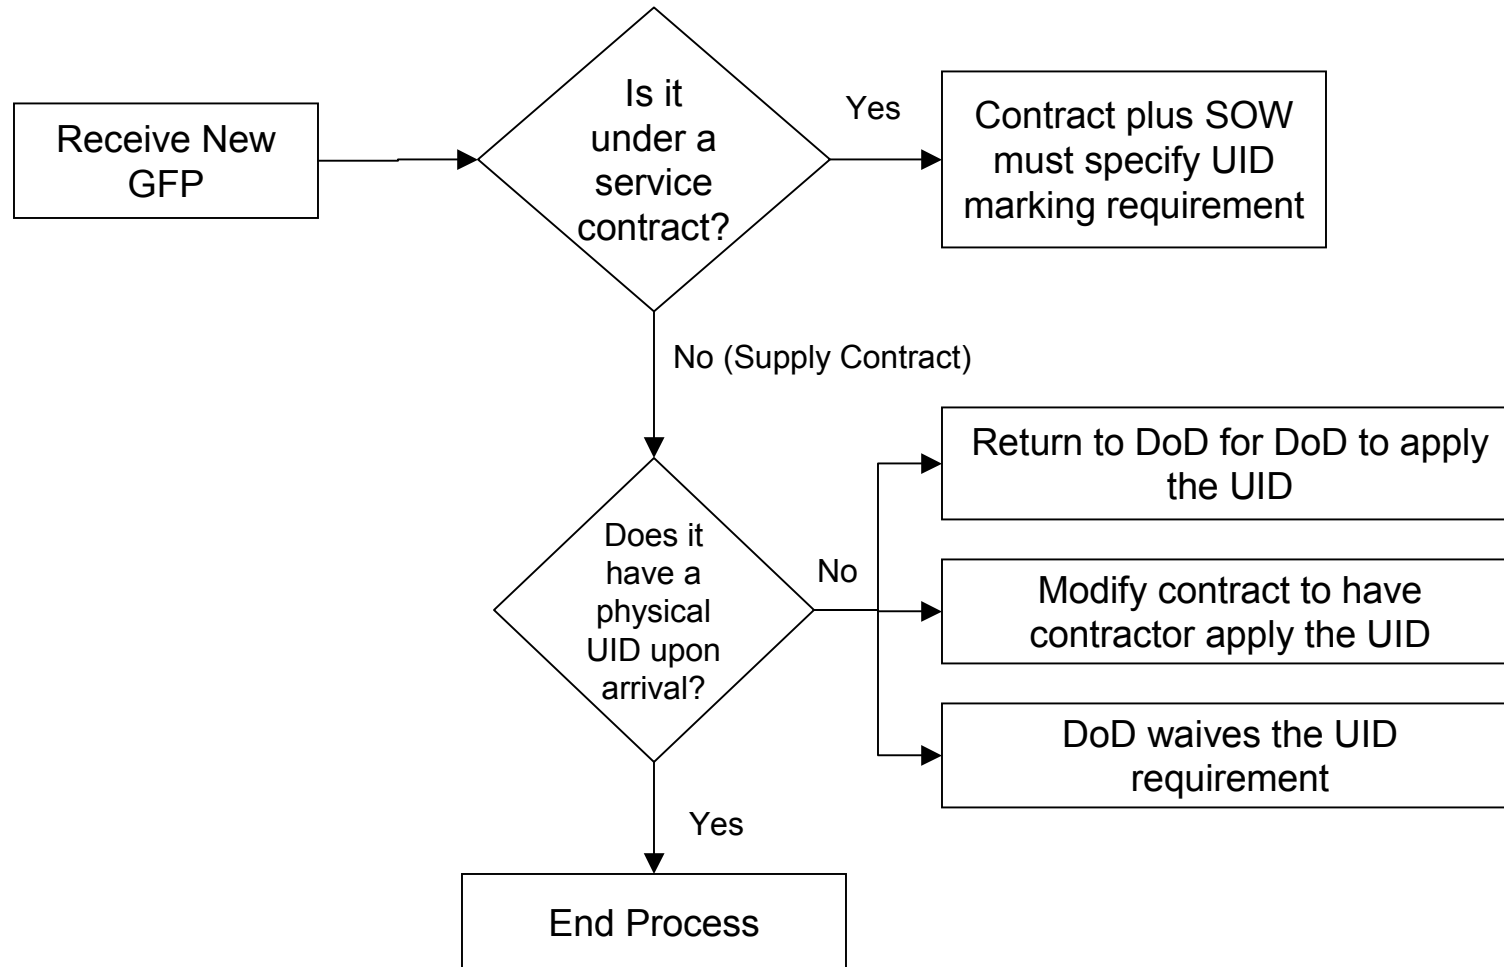 Receive New
GFP
Is it
under a
service
contract?
Yes
Contract plus SOW
must specify UID
marking requirement
No (Supply Contract)
Does it
have a
physical
UID upon
arrival?
No
Return to DoD for DoD to apply
the UID
Modify contract to have
contractor apply the UID
DoD waives the UID
requirement
Yes
End Process